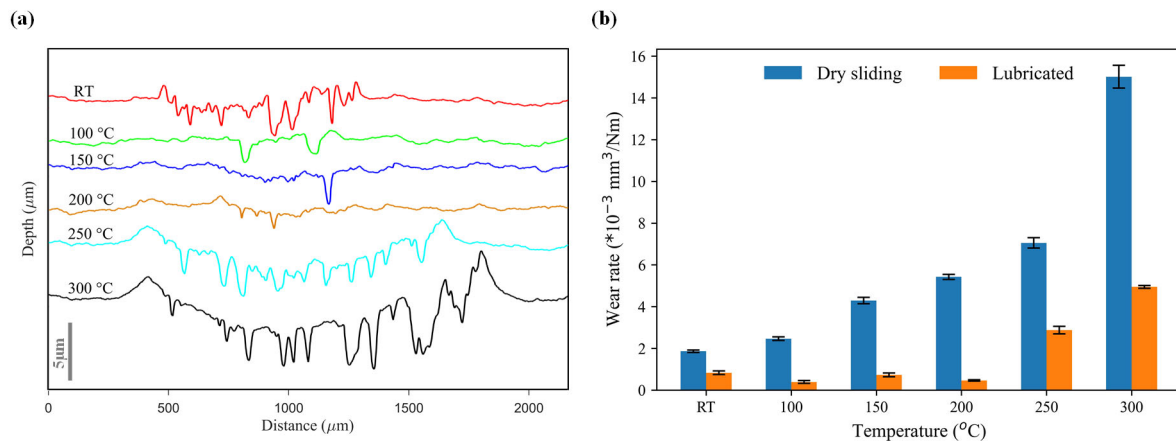 (a)
RT
100 °C
150 °C
200 °C
250 °C
300 °C
5μm
Depth (μm)
0 500 1000 1500 2000
Distance (μm)
(b)
Dry sliding Lubricated
16
14
12
10
8
6
4
2
0
Wear rate (*10⁻³ mm³/Nm)
RT 100 150 200 250 300
Temperature (°C)